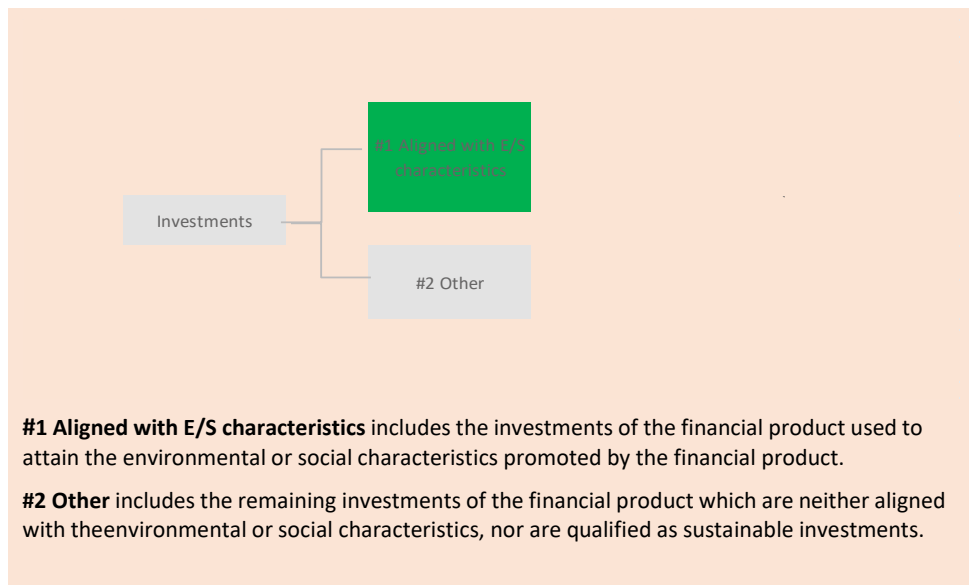 #1 Aligned with E/S
characteristics
Investments
#2 Other
#1 Aligned with E/S characteristics includes the investments of the financial product used to
attain the environmental or social characteristics promoted by the financial product.
#2 Other includes the remaining investments of the financial product which are neither aligned
with theenvironmental or social characteristics, nor are qualified as sustainable investments.